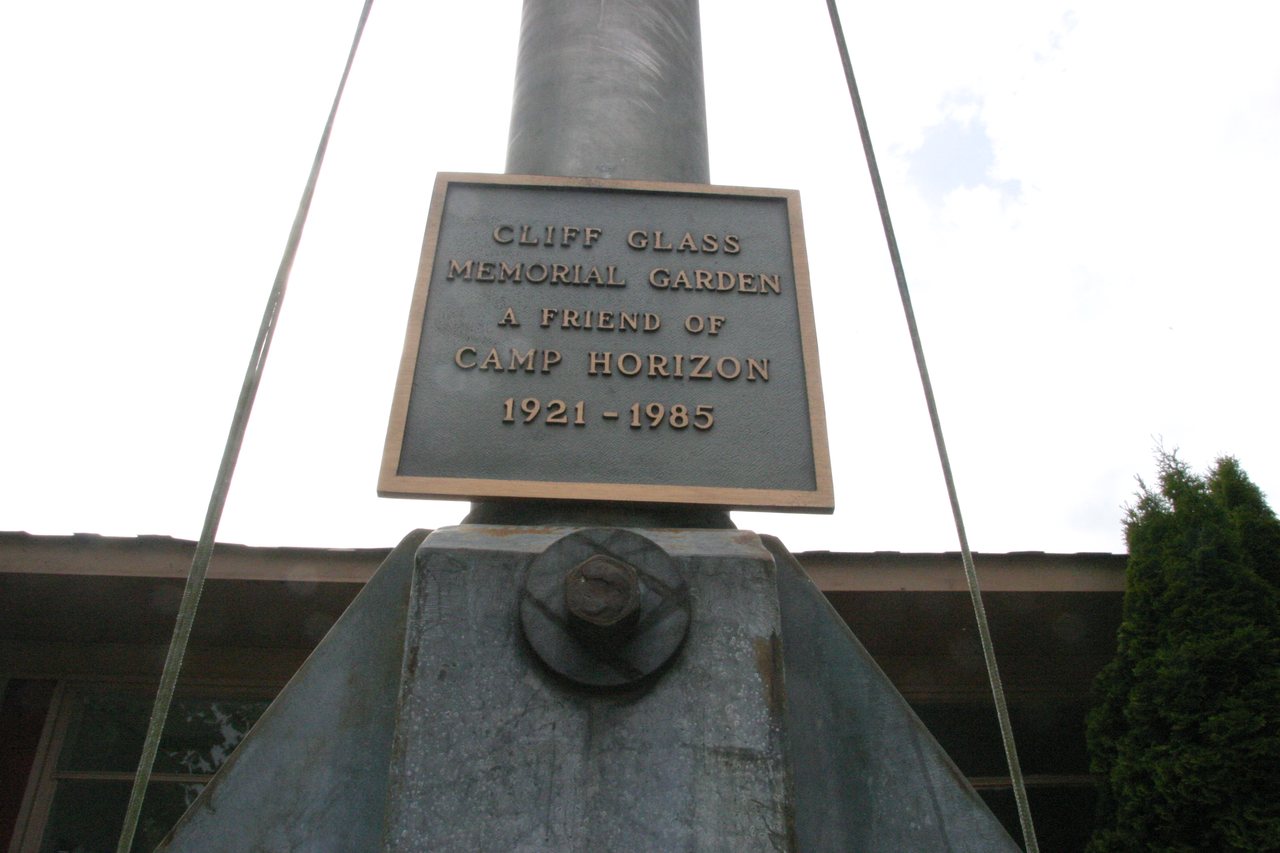 CLIFF GLASS
MEMORIAL GARDEN
A FRIEND OF
CAMP HORIZON
1921 - 1985